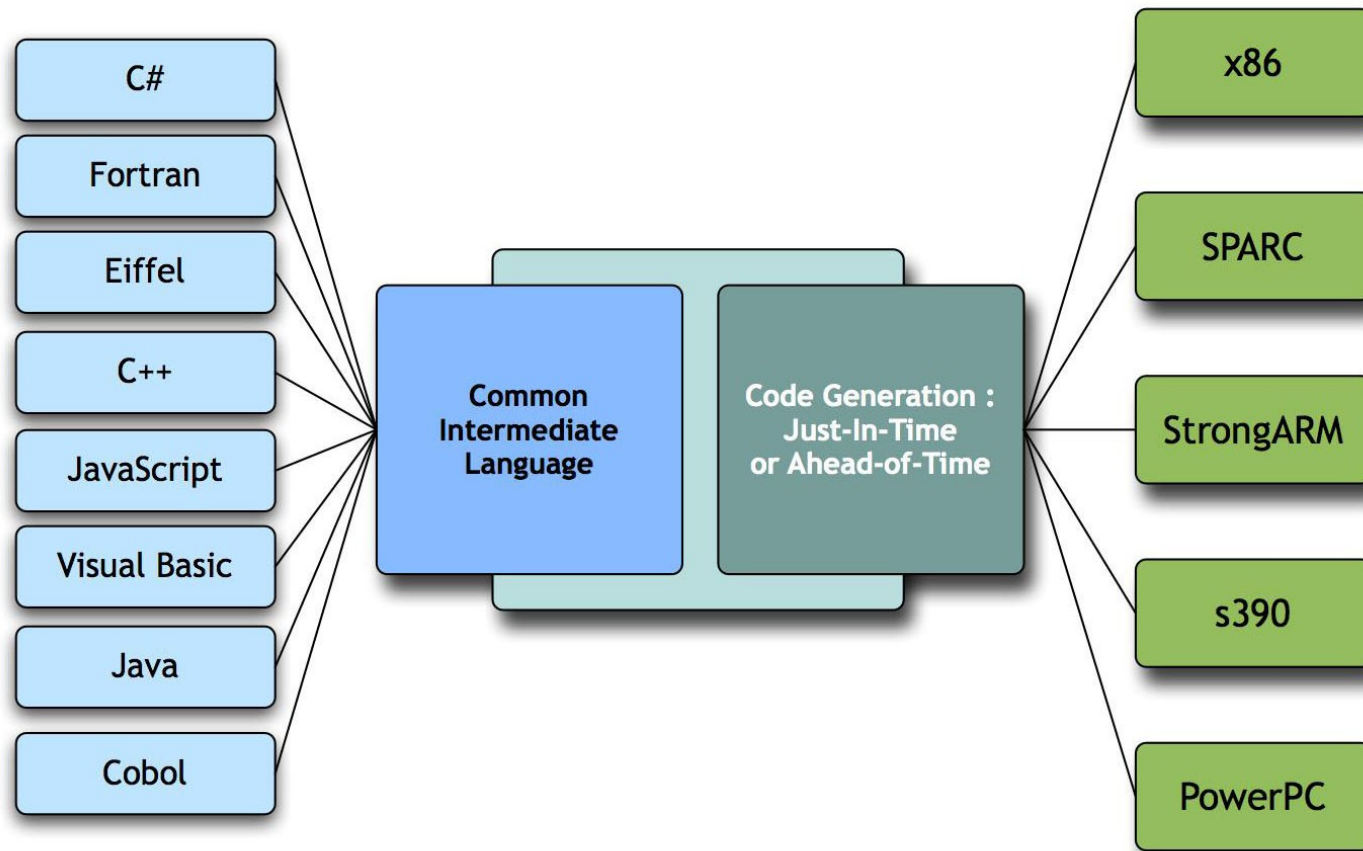 C#
Fortran
Eiffel
C++
JavaScript
Visual Basic
Java
Cobol
Common
Intermediate
Language
Code Generation :
Just-In-Time
or Ahead-of-Time
x86
SPARC
StrongARM
s390
PowerPC